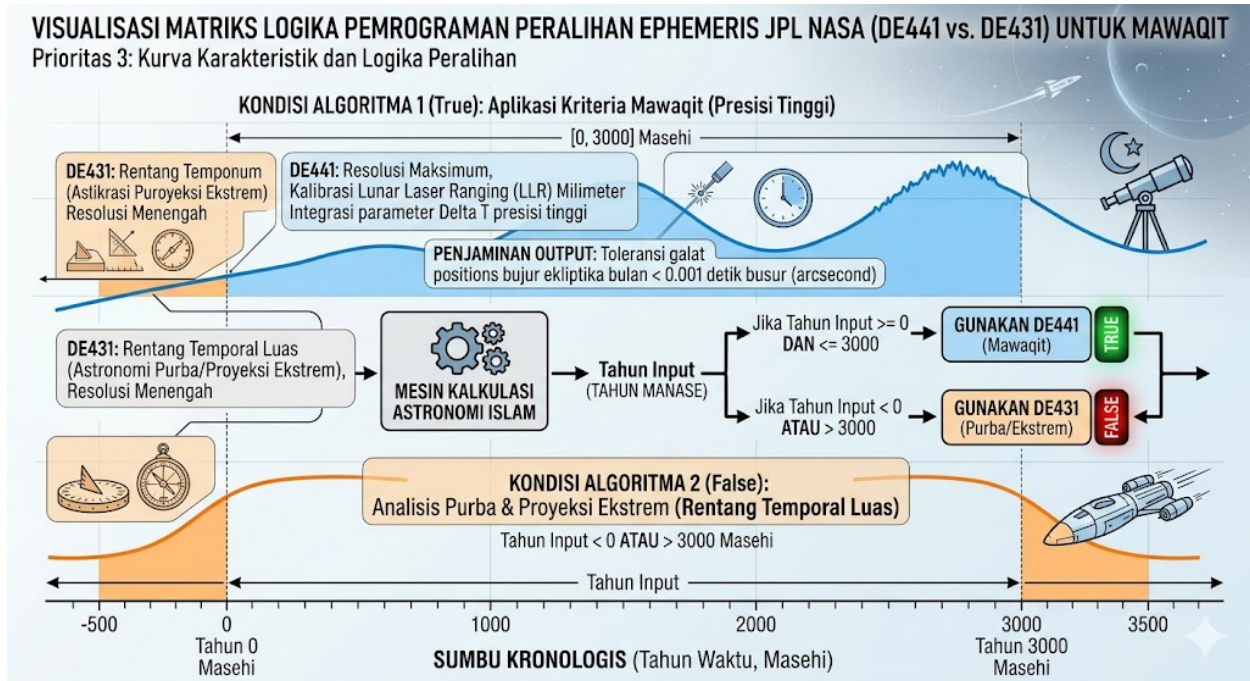 VISUALISASI MATRIKS LOGIKA PEMROGRAMAN PERALIHAN EPHEMERIS JPL NASA (DE441 vs. DE431) UNTUK MAWAQIT
Prioritas 3: Kurva Karakteristik dan Logika Peralihan
KONDISI ALGORITMA 1 (True): Aplikasi Kriteria Mawaqit (Presisi Tinggi)
[0, 3000] Masehi
DE431: Rentang Temponum
(Astikrasi Puroyeksi Ekstrem)
Resolusi Menengah
DE441: Resolusi Maksimum,
Kalibrasi Lunar Laser Ranging (LLR) Milimeter
Integrasi parameter Delta T presisi tinggi
PENJAMINAN OUTPUT: Toleransi galat
positions bujur ekliptika bulan < 0.001 detik busur (arcsecond)
DE431: Rentang Temporal Luas
(Astronomi Purba/Proyeksi Ekstrem),
Resolusi Menengah
MESIN KALKULASI
ASTRONOMI ISLAM
Tahun Input
(TAHUN MANASE)
Jika Tahun Input >= 0
DAN <= 3000
GUNAKAN DE441
(Mawaqit)
TRUE
Jika Tahun Input < 0
ATAU > 3000
GUNAKAN DE431
(Purba/Ekstrem)
FALSE
KONDISI ALGORITMA 2 (False):
Analisis Purba & Proyeksi Ekstrem (Rentang Temporal Luas)
Tahun Input < 0 ATAU > 3000 Masehi
Tahun Input
-500 0 1000 2000 3000 3500
Tahun 0
Masehi
Tahun 3000
Masehi
SUMBU KRONOLOGIS (Tahun Waktu, Masehi)